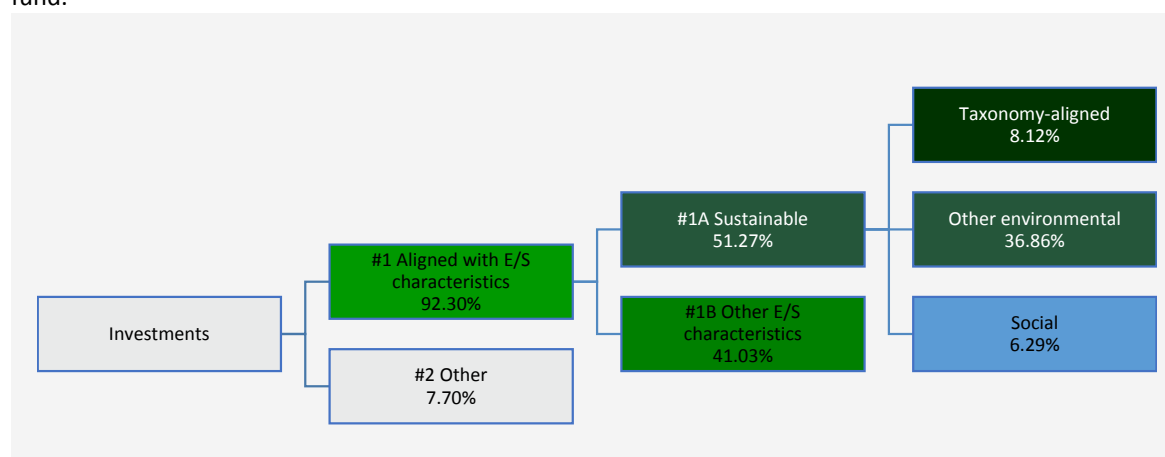 fund.
Taxonomy-aligned
8.12%
#1A Sustainable
51.27%
Other environmental
36.86%
#1 Aligned with E/S
characteristics
92.30%
Investments
#1B Other E/S
characteristics
41.03%
Social
6.29%
#2 Other
7.70%